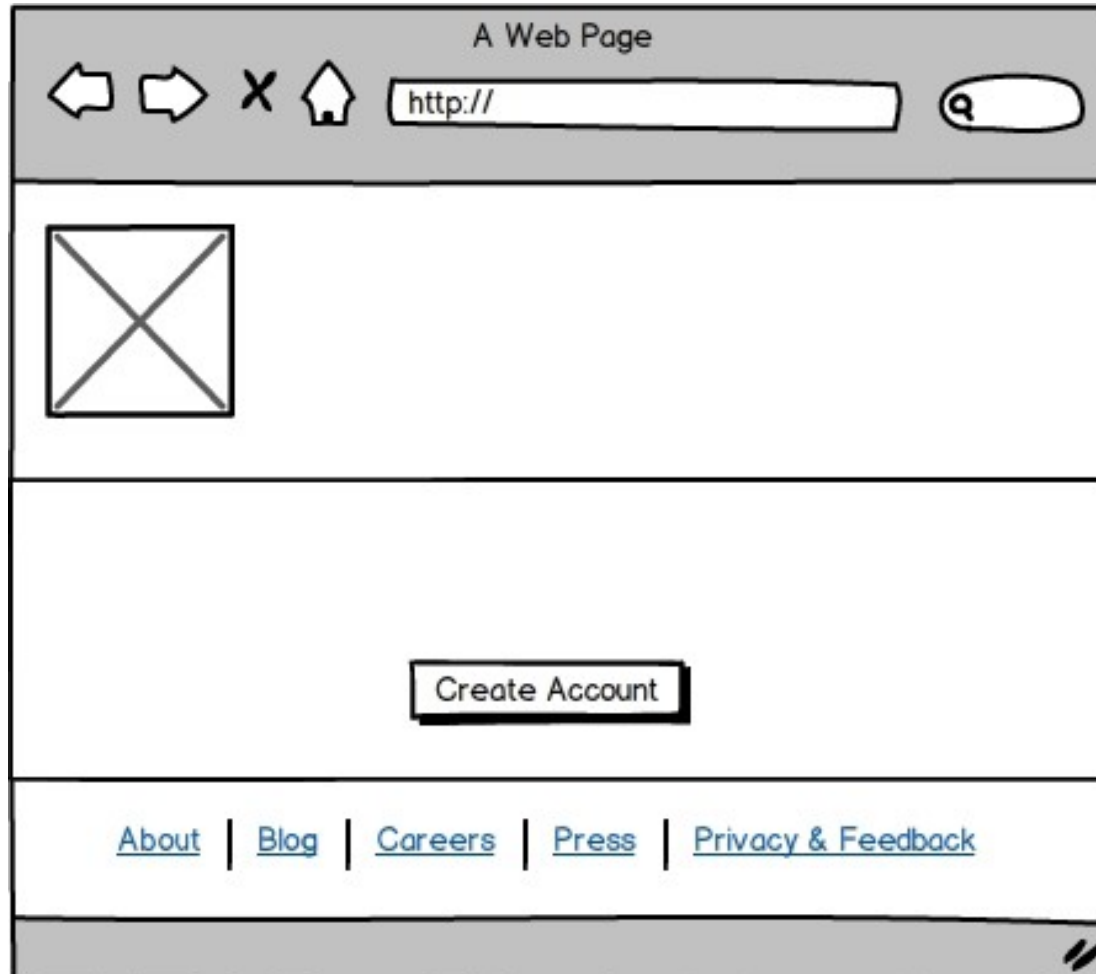 A Web Page
http://
Create Account
About | Blog | Careers | Press | Privacy & Feedback